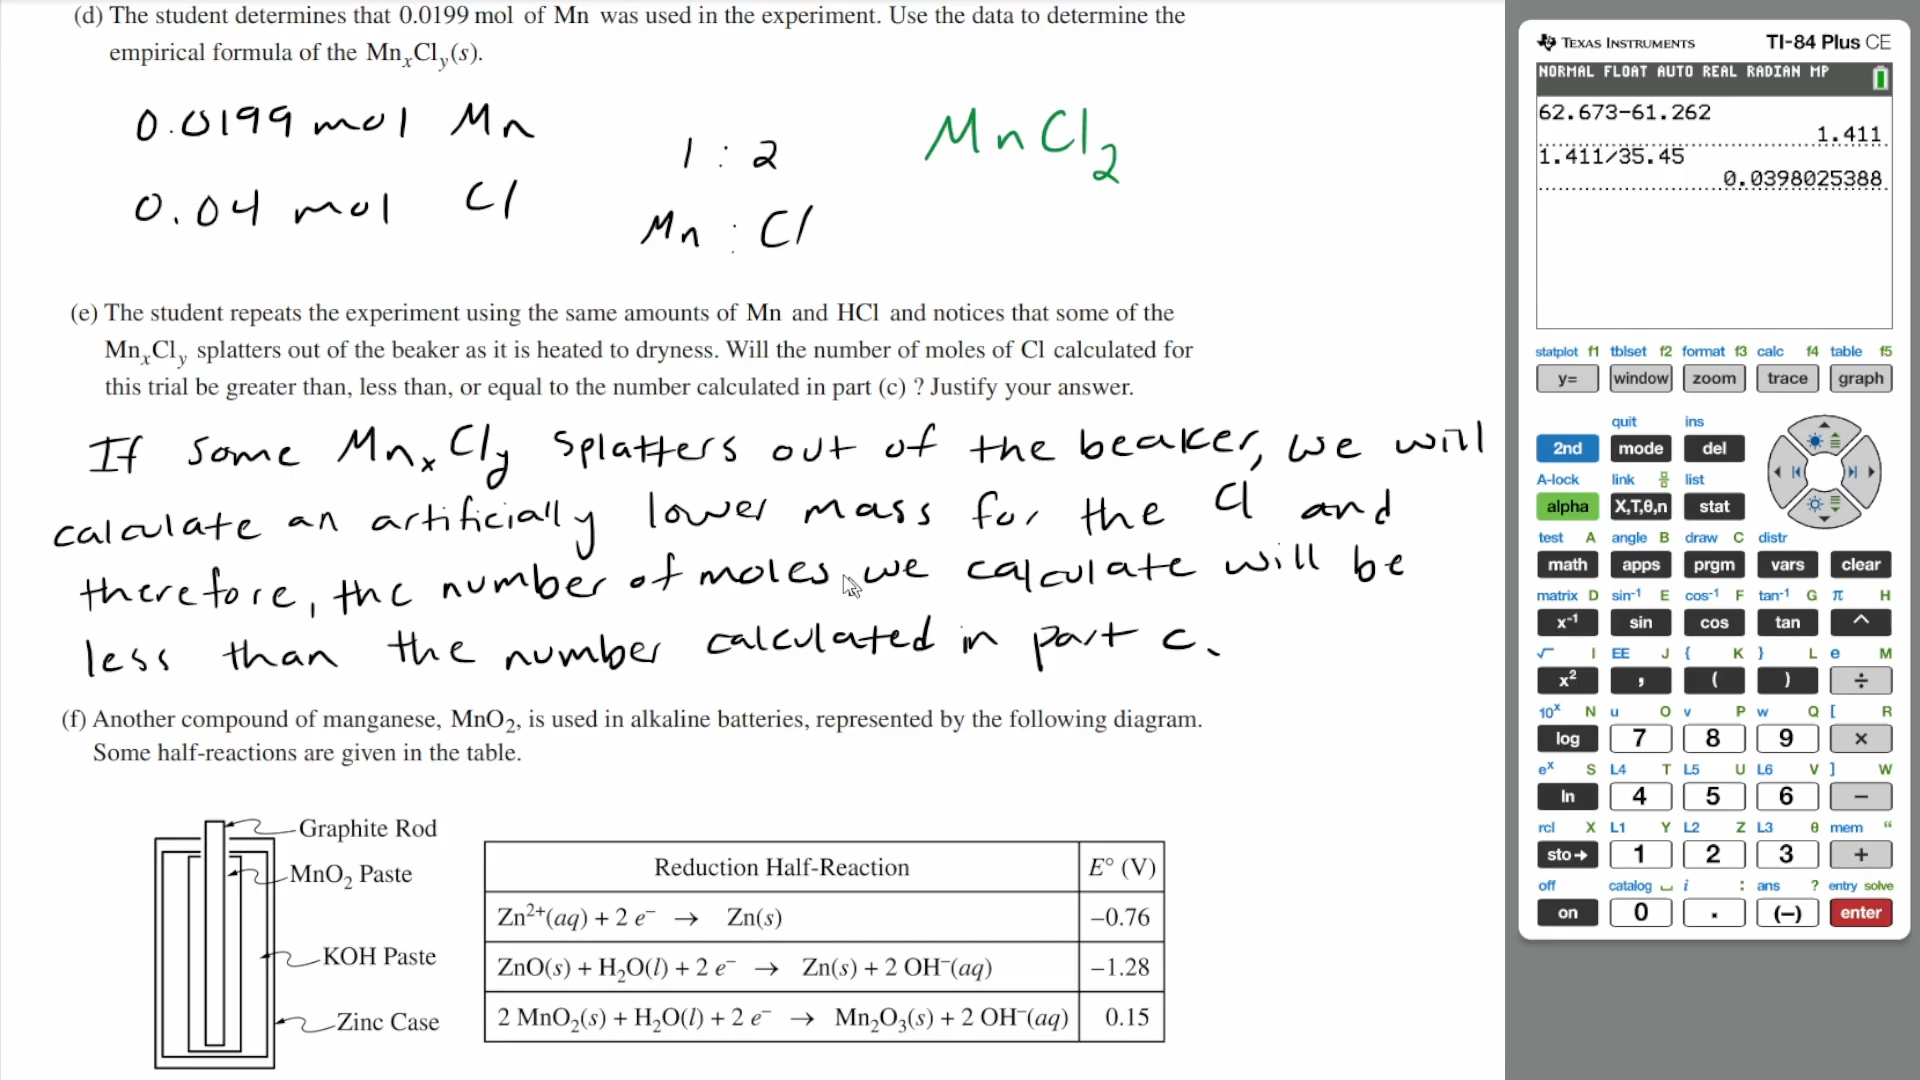 (d) The student determines that 0.0199 mol of Mn was used in the experiment. Use the data to determine the
empirical formula of the MnₓClᵧ(s).
0.0199 mol Mn
0.04 mol Cl
1 : 2
Mn : Cl
MnCl₂
(e) The student repeats the experiment using the same amounts of Mn and HCl and notices that some of the
MnₓClᵧ splatters out of the beaker as it is heated to dryness. Will the number of moles of Cl calculated for
this trial be greater than, less than, or equal to the number calculated in part (c) ? Justify your answer.
If some MnₓClᵧ splatters out of the beaker, we will
calculate an artificially lower mass for the Cl and
therefore, the number of moles we calculate will be
less than the number calculated in part c.
(f) Another compound of manganese, MnO₂, is used in alkaline batteries, represented by the following diagram.
Some half-reactions are given in the table.
Graphite Rod
MnO₂ Paste
KOH Paste
Zinc Case
Reduction Half-Reaction E° (V)
Zn²⁺(aq) + 2 e⁻ → Zn(s) −0.76
ZnO(s) + H₂O(l) + 2 e⁻ → Zn(s) + 2 OH⁻(aq) −1.28
2 MnO₂(s) + H₂O(l) + 2 e⁻ → Mn₂O₃(s) + 2 OH⁻(aq) 0.15
TEXAS INSTRUMENTS TI-84 Plus CE
NORMAL FLOAT AUTO REAL RADIAN MP
62.673-61.262
1.411
1.411/35.45
0.0398025388
statplot f1 tblset f2 format f3 calc f4 table f5
y= window zoom trace graph
quit ins
2nd mode del
A-lock link list
alpha X,T,θ,n stat
test A angle B draw C distr
math apps prgm vars clear
matrix D sin⁻¹ E cos⁻¹ F tan⁻¹ G π H
x⁻¹ sin cos tan ^
√ I EE J { K } L e M
x² , ( ) ÷
10ˣ N u O v P w Q [ R
log 7 8 9 ×
eˣ S L4 T L5 U L6 V ] W
ln 4 5 6 −
rcl X L1 Y L2 Z L3 θ mem “
sto→ 1 2 3 +
off catalog ⎵ i : ans ? entry solve
on 0 . (−) enter